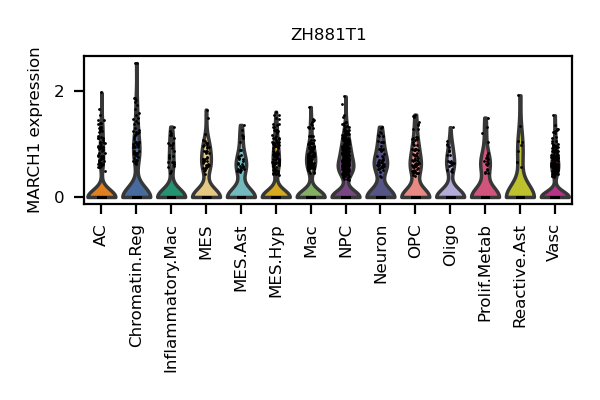 ZH881T1
MARCH1 expression
2
0
AC
Chromatin.Reg
Inflammatory.Mac
MES
MES.Ast
MES.Hyp
Mac
NPC
Neuron
OPC
Oligo
Prolif.Metab
Reactive.Ast
Vasc